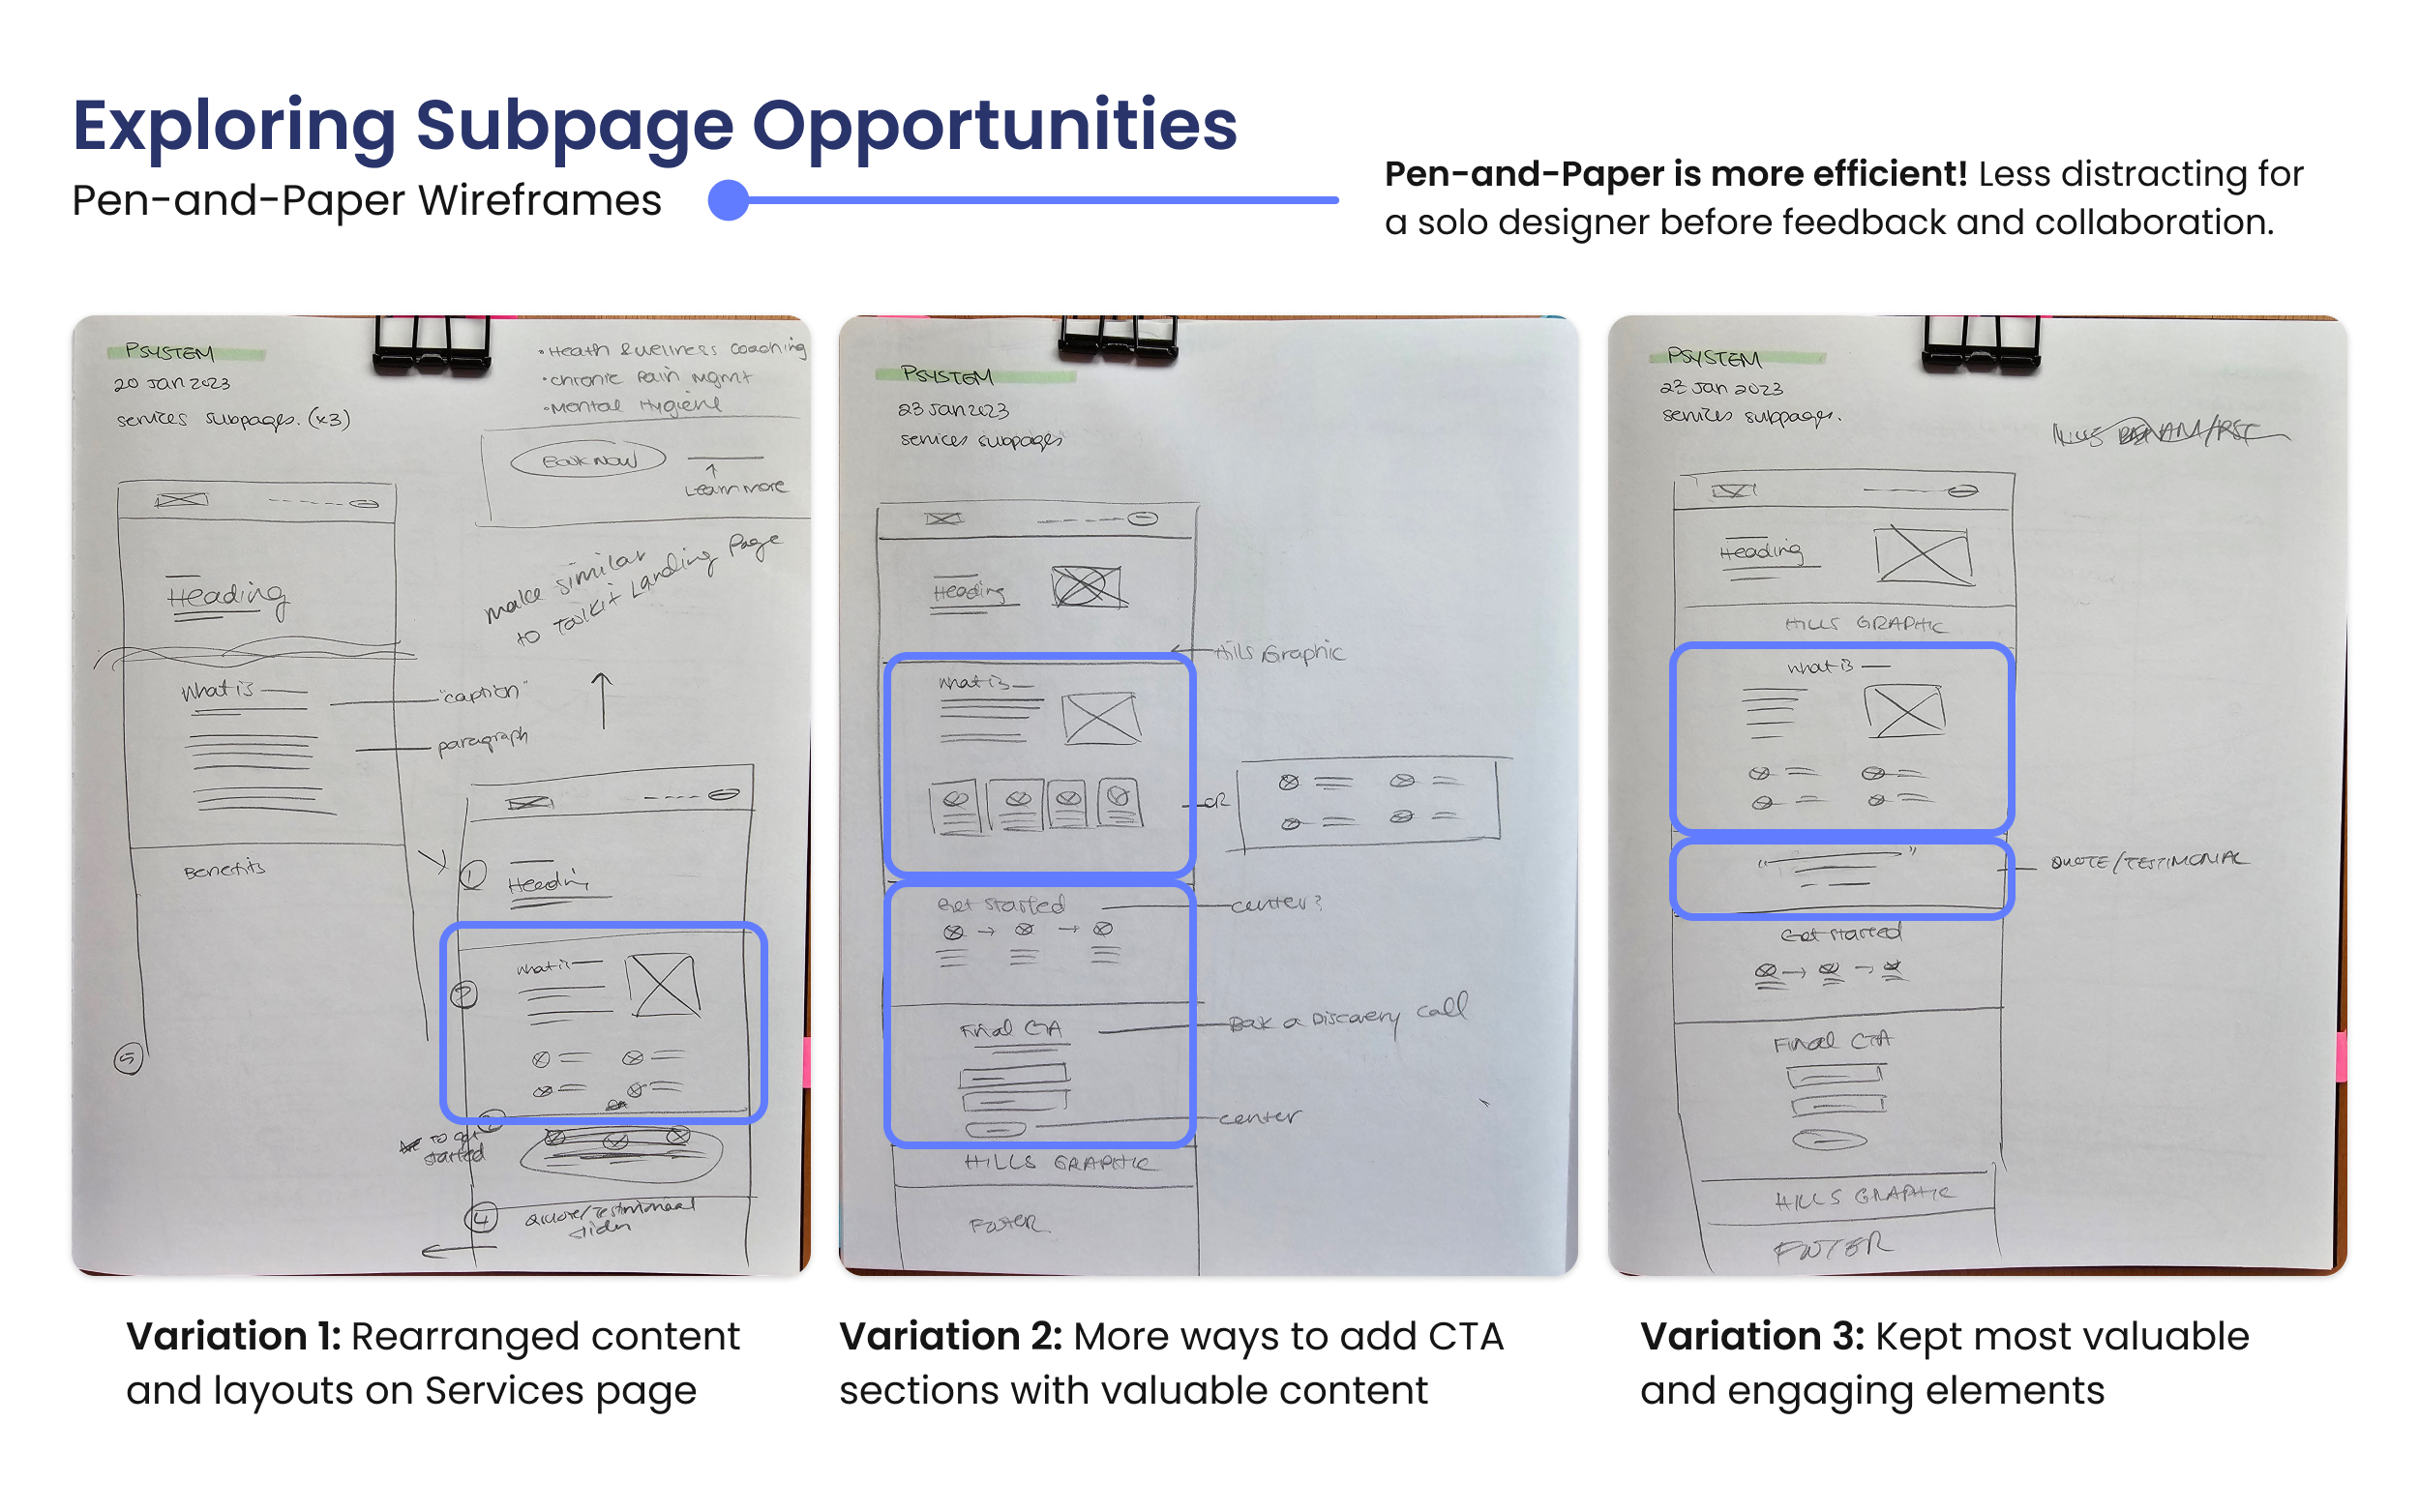 Exploring Subpage Opportunities
Pen-and-Paper Wireframes
Pen-and-Paper is more efficient! Less distracting for
a solo designer before feedback and collaboration.
PSYSTEM
20 Jan 2023
services subpages. (x3)
•Heath & wellness coaching
•chronic pain mgmt
•Mental Hygiene
BOOK NOW
Learn more
make similar
to Toolkit Landing Page
Heading
What is
"caption"
paragraph
Benefits
5
1
Heading
2
what is
to get
started
4
Quote/Testimonial
slider
PSYSTEM
23 Jan 2023
services subpages
Heading
Hills Graphic
what is
OR
Get started
center?
Final CTA
Book a Discovery call
center
HILLS GRAPHIC
FOOTER
PSYSTEM
23 Jan 2023
services subpages.
Heading
HILLS GRAPHIC
what is
" "
QUOTE/TESTIMONIAL
Get started
Final CTA
HILLS GRAPHIC
FOOTER
Variation 1: Rearranged content
and layouts on Services page
Variation 2: More ways to add CTA
sections with valuable content
Variation 3: Kept most valuable
and engaging elements